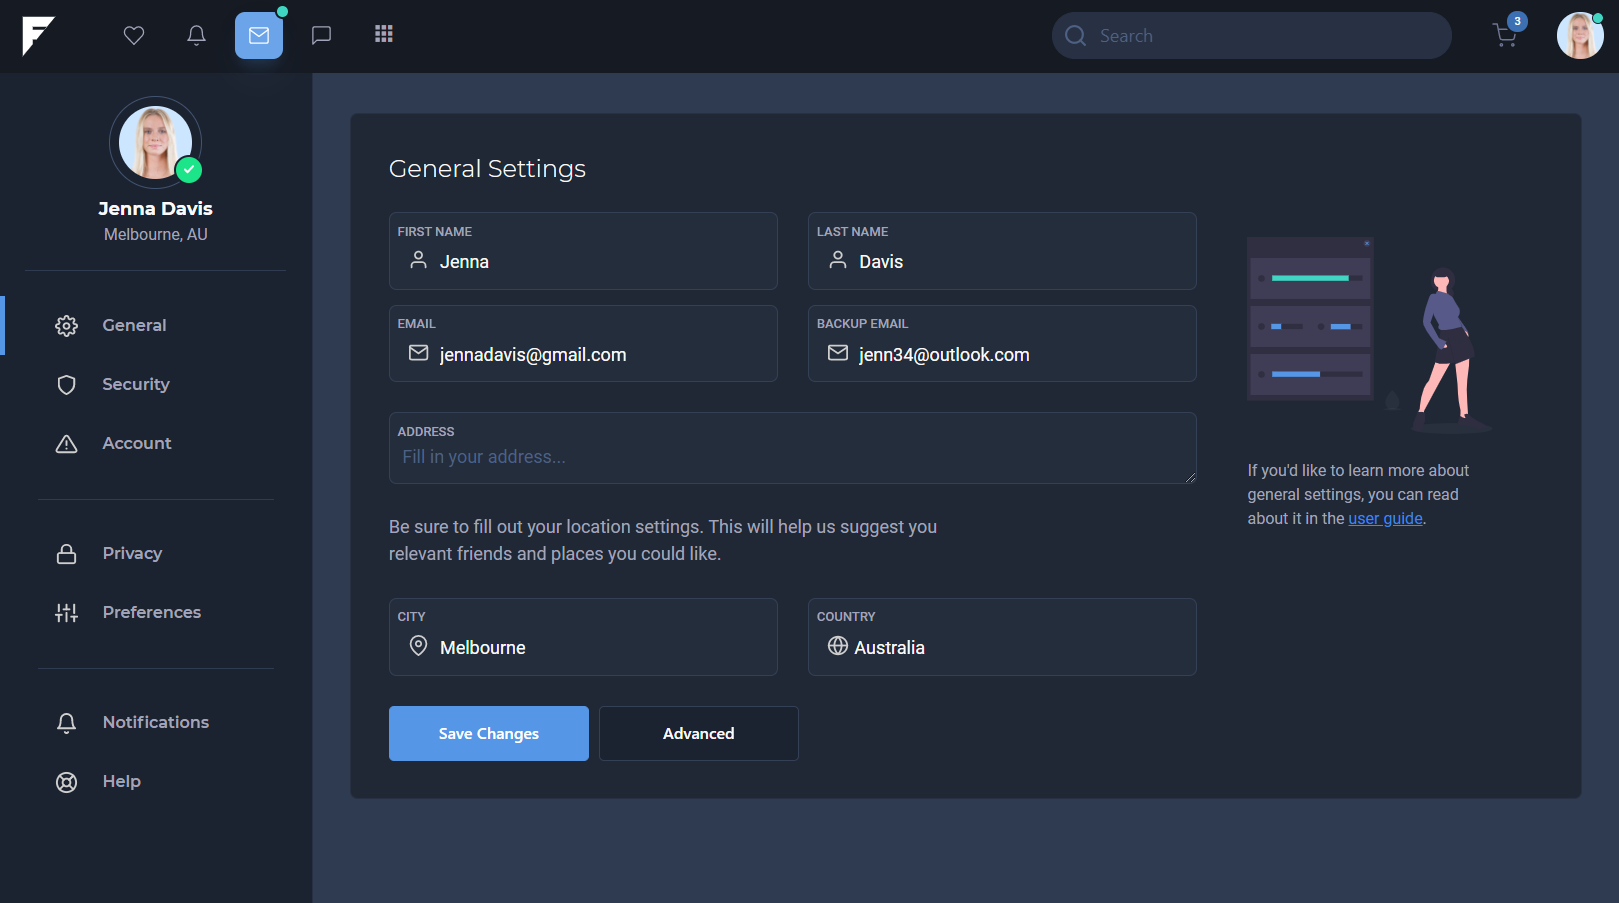 Search
3
Jenna Davis
Melbourne, AU
General
Security
Account
Privacy
Preferences
Notifications
Help
General Settings
FIRST NAME
Jenna
LAST NAME
Davis
EMAIL
jennadavis@gmail.com
BACKUP EMAIL
jenn34@outlook.com
ADDRESS
Fill in your address...
Be sure to fill out your location settings. This will help us suggest you
relevant friends and places you could like.
CITY
Melbourne
COUNTRY
Australia
Save Changes
Advanced
If you'd like to learn more about
general settings, you can read
about it in the user guide.